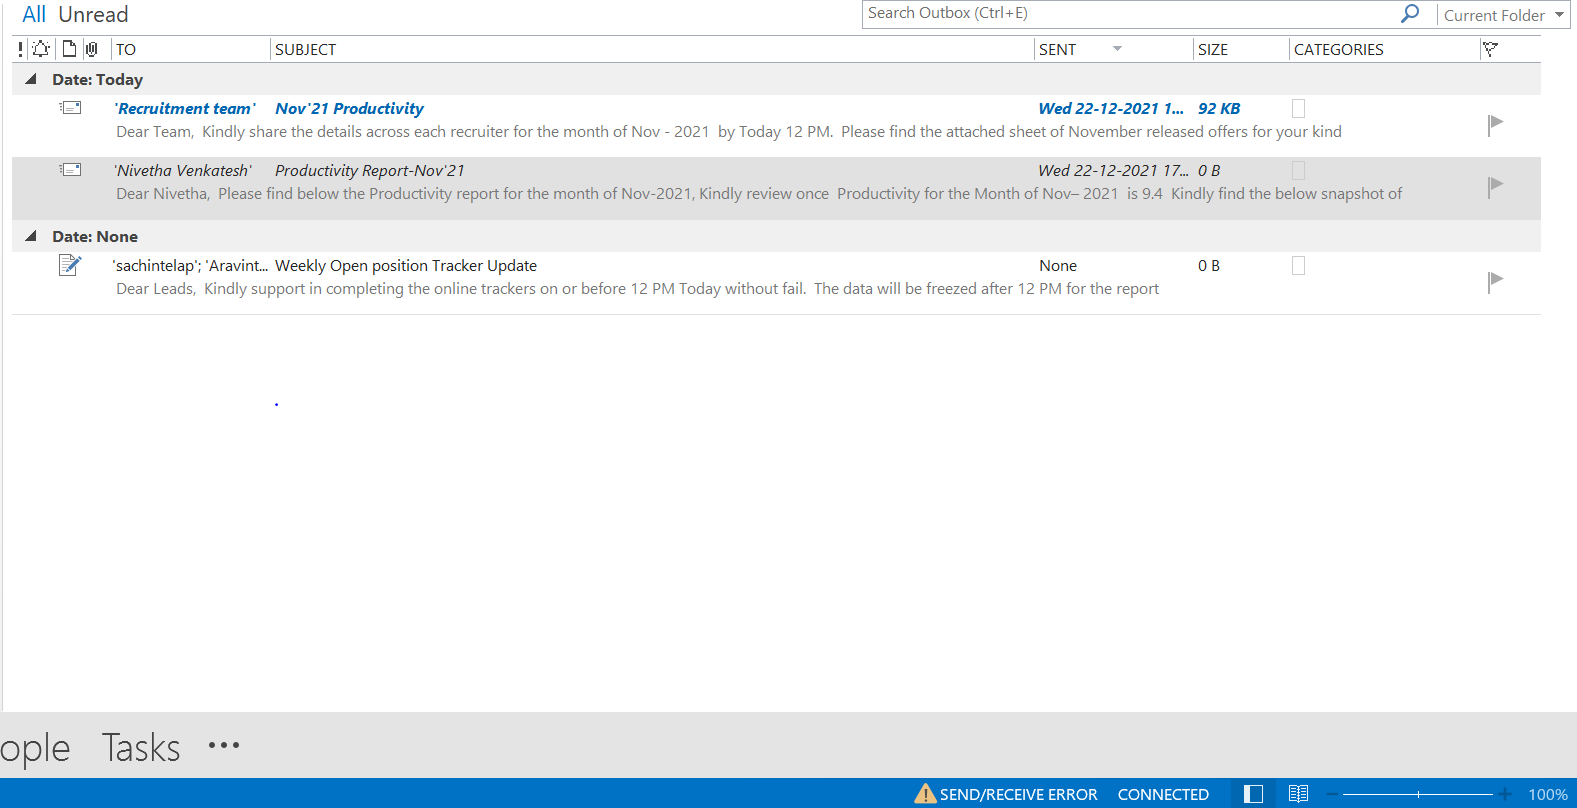 All Unread
Search Outbox (Ctrl+E) Current Folder
! TO SUBJECT SENT SIZE CATEGORIES
Date: Today
'Recruitment team' Nov'21 Productivity Wed 22-12-2021 1... 92 KB
Dear Team, Kindly share the details across each recruiter for the month of Nov - 2021 by Today 12 PM. Please find the attached sheet of November released offers for your kind
'Nivetha Venkatesh' Productivity Report-Nov'21 Wed 22-12-2021 17... 0 B
Dear Nivetha, Please find below the Productivity report for the month of Nov-2021, Kindly review once Productivity for the Month of Nov– 2021 is 9.4 Kindly find the below snapshot of
Date: None
'sachintelap'; 'Aravint... Weekly Open position Tracker Update None 0 B
Dear Leads, Kindly support in completing the online trackers on or before 12 PM Today without fail. The data will be freezed after 12 PM for the report
ople Tasks ...
SEND/RECEIVE ERROR CONNECTED 100%